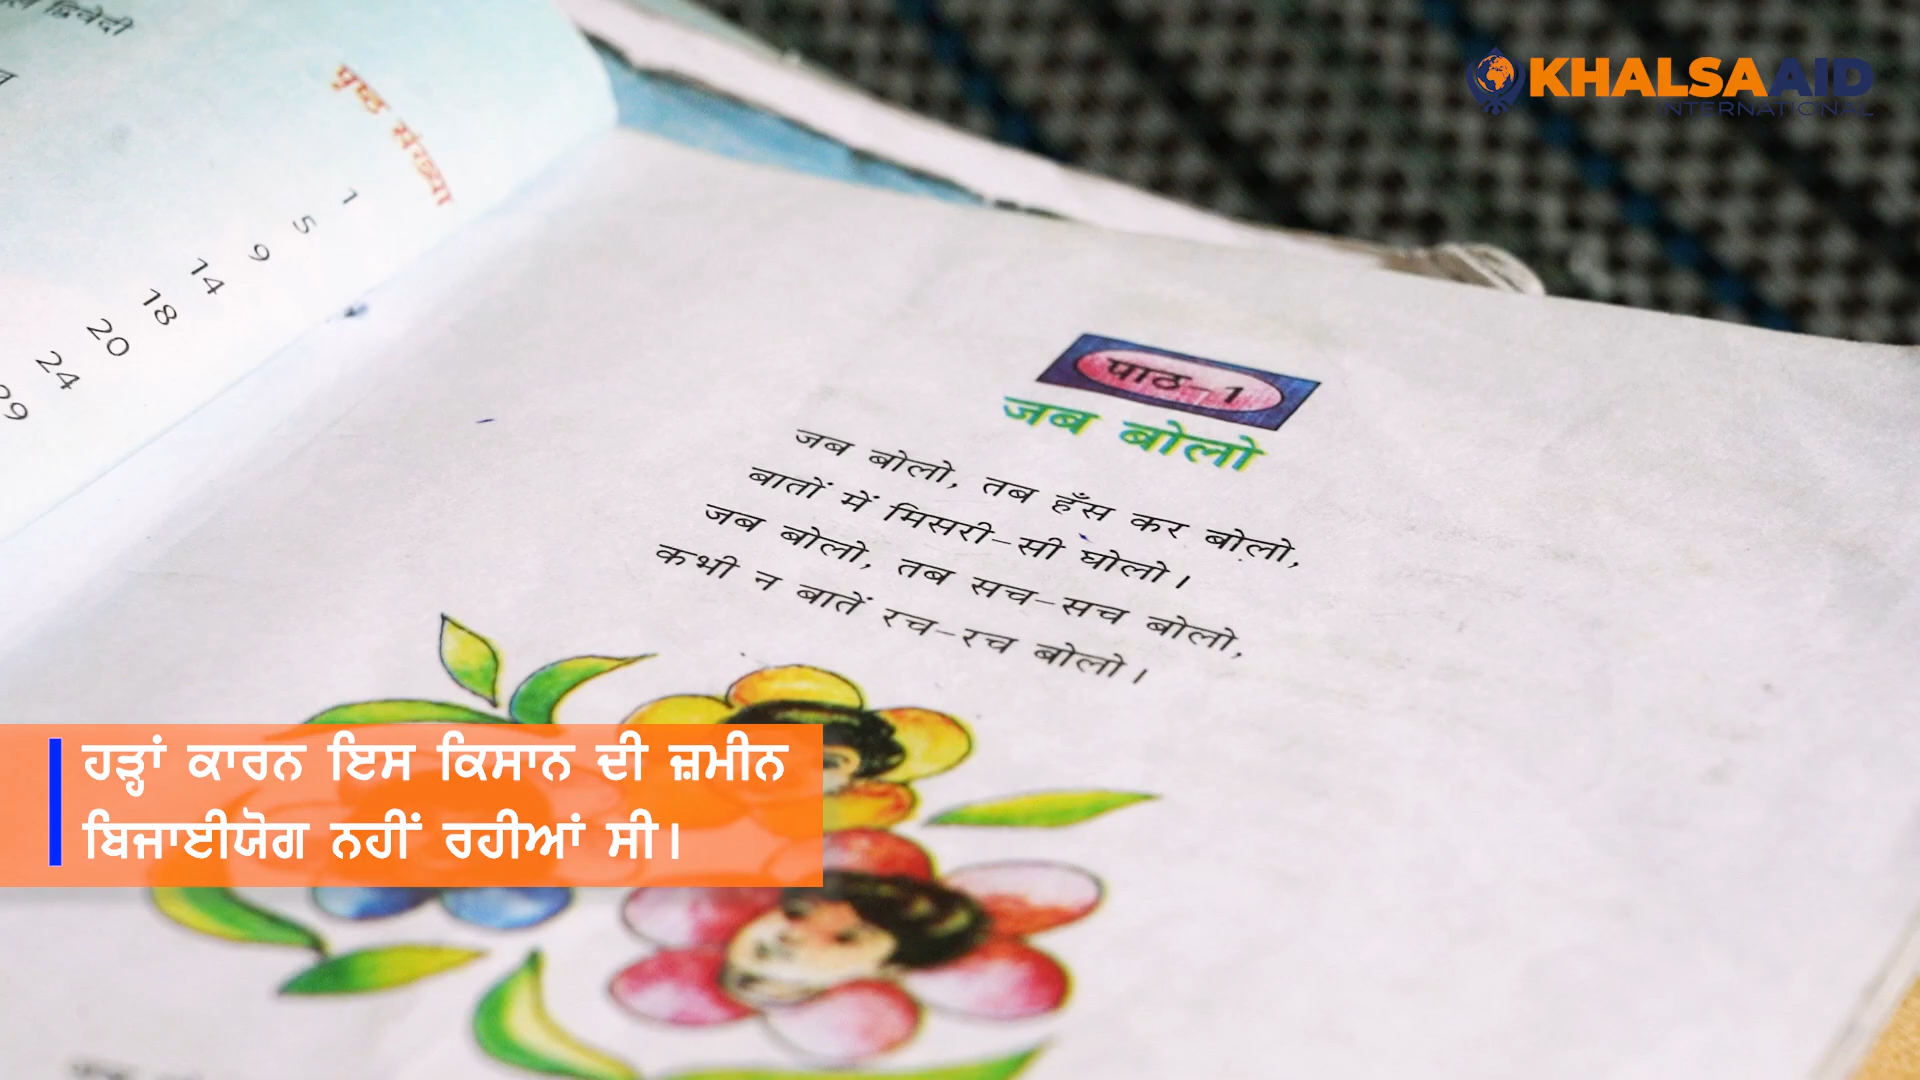 KHALSA AID
INTERNATIONAL
द्विवेदी
पृष्ठ संख्या
1
5
9
14
18
20
24
29
पाठ-1
जब बोलो
जब बोलो, तब हँस कर बोलो,
बातों में मिसरी-सी घोलो।
जब बोलो, तब सच-सच बोलो,
कभी न बातें रच-रच बोलो।
ਹੜ੍ਹਾਂ ਕਾਰਨ ਇਸ ਕਿਸਾਨ ਦੀ ਜ਼ਮੀਨ
ਬਿਜਾਈਯੋਗ ਨਹੀਂ ਰਹੀਆਂ ਸੀ।